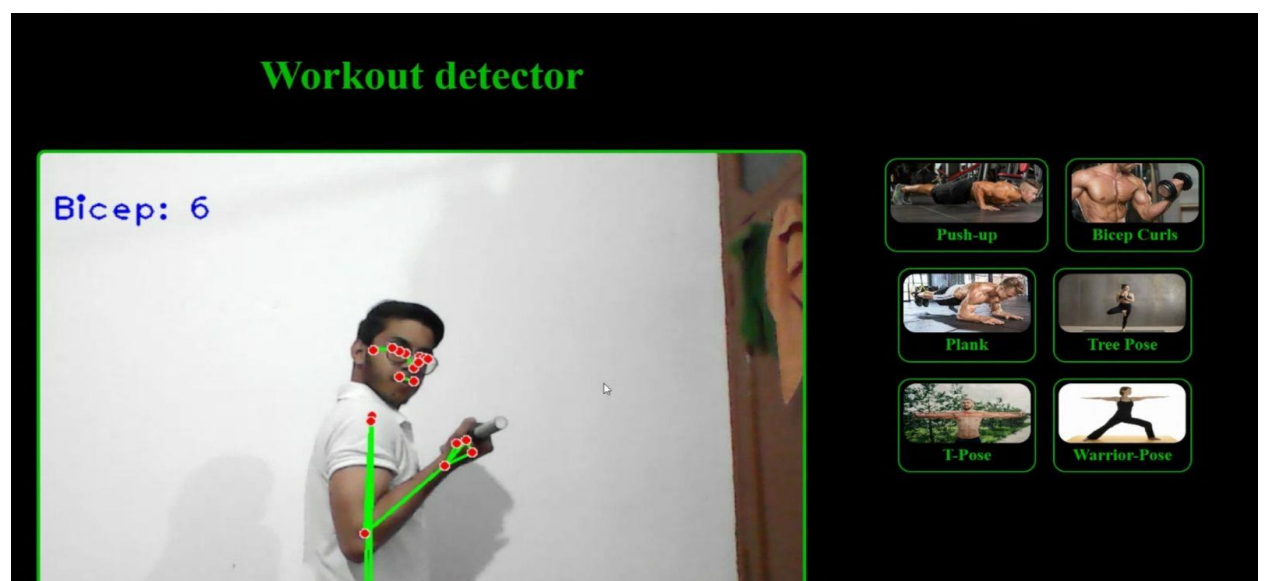 Workout detector
Bicep: 6
Push-up
Bicep Curls
Plank
Tree Pose
T-Pose
Warrior-Pose